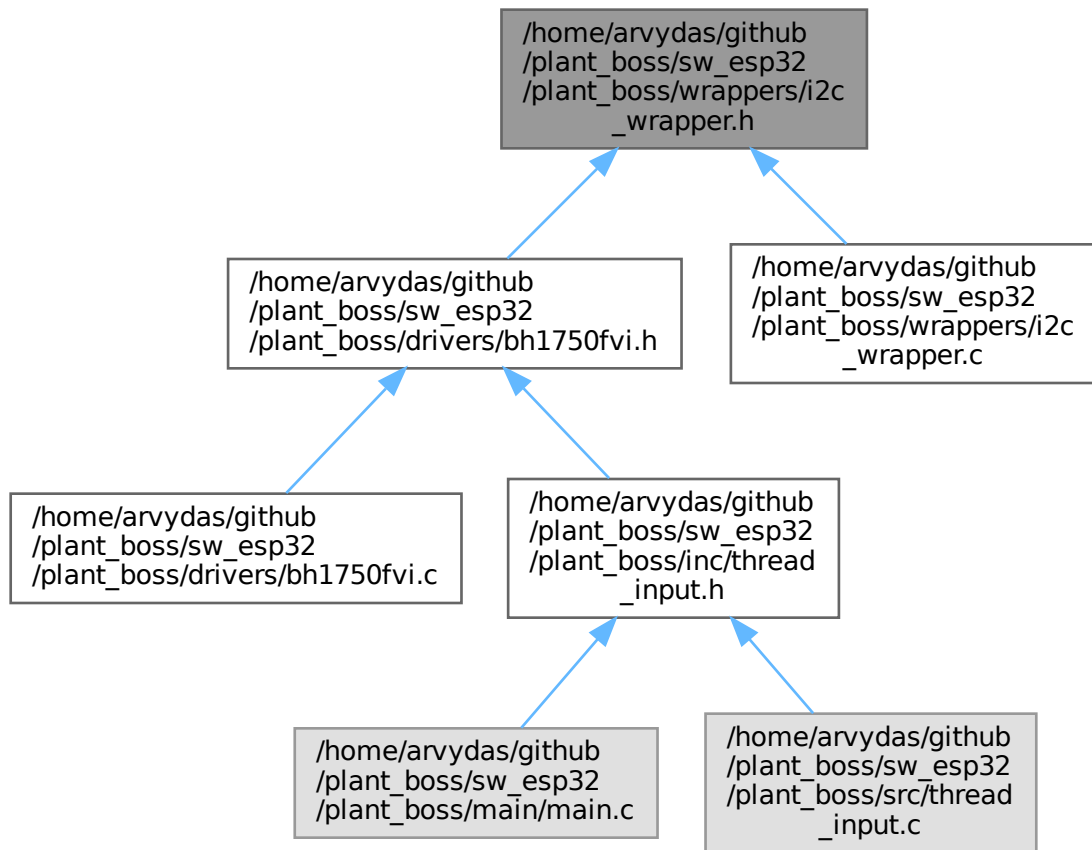 /home/arvydas/github
/plant_boss/sw_esp32
/plant_boss/wrappers/i2c
_wrapper.h
/home/arvydas/github
/plant_boss/sw_esp32
/plant_boss/drivers/bh1750fvi.h
/home/arvydas/github
/plant_boss/sw_esp32
/plant_boss/wrappers/i2c
_wrapper.c
/home/arvydas/github
/plant_boss/sw_esp32
/plant_boss/drivers/bh1750fvi.c
/home/arvydas/github
/plant_boss/sw_esp32
/plant_boss/inc/thread
_input.h
/home/arvydas/github
/plant_boss/sw_esp32
/plant_boss/main/main.c
/home/arvydas/github
/plant_boss/sw_esp32
/plant_boss/src/thread
_input.c